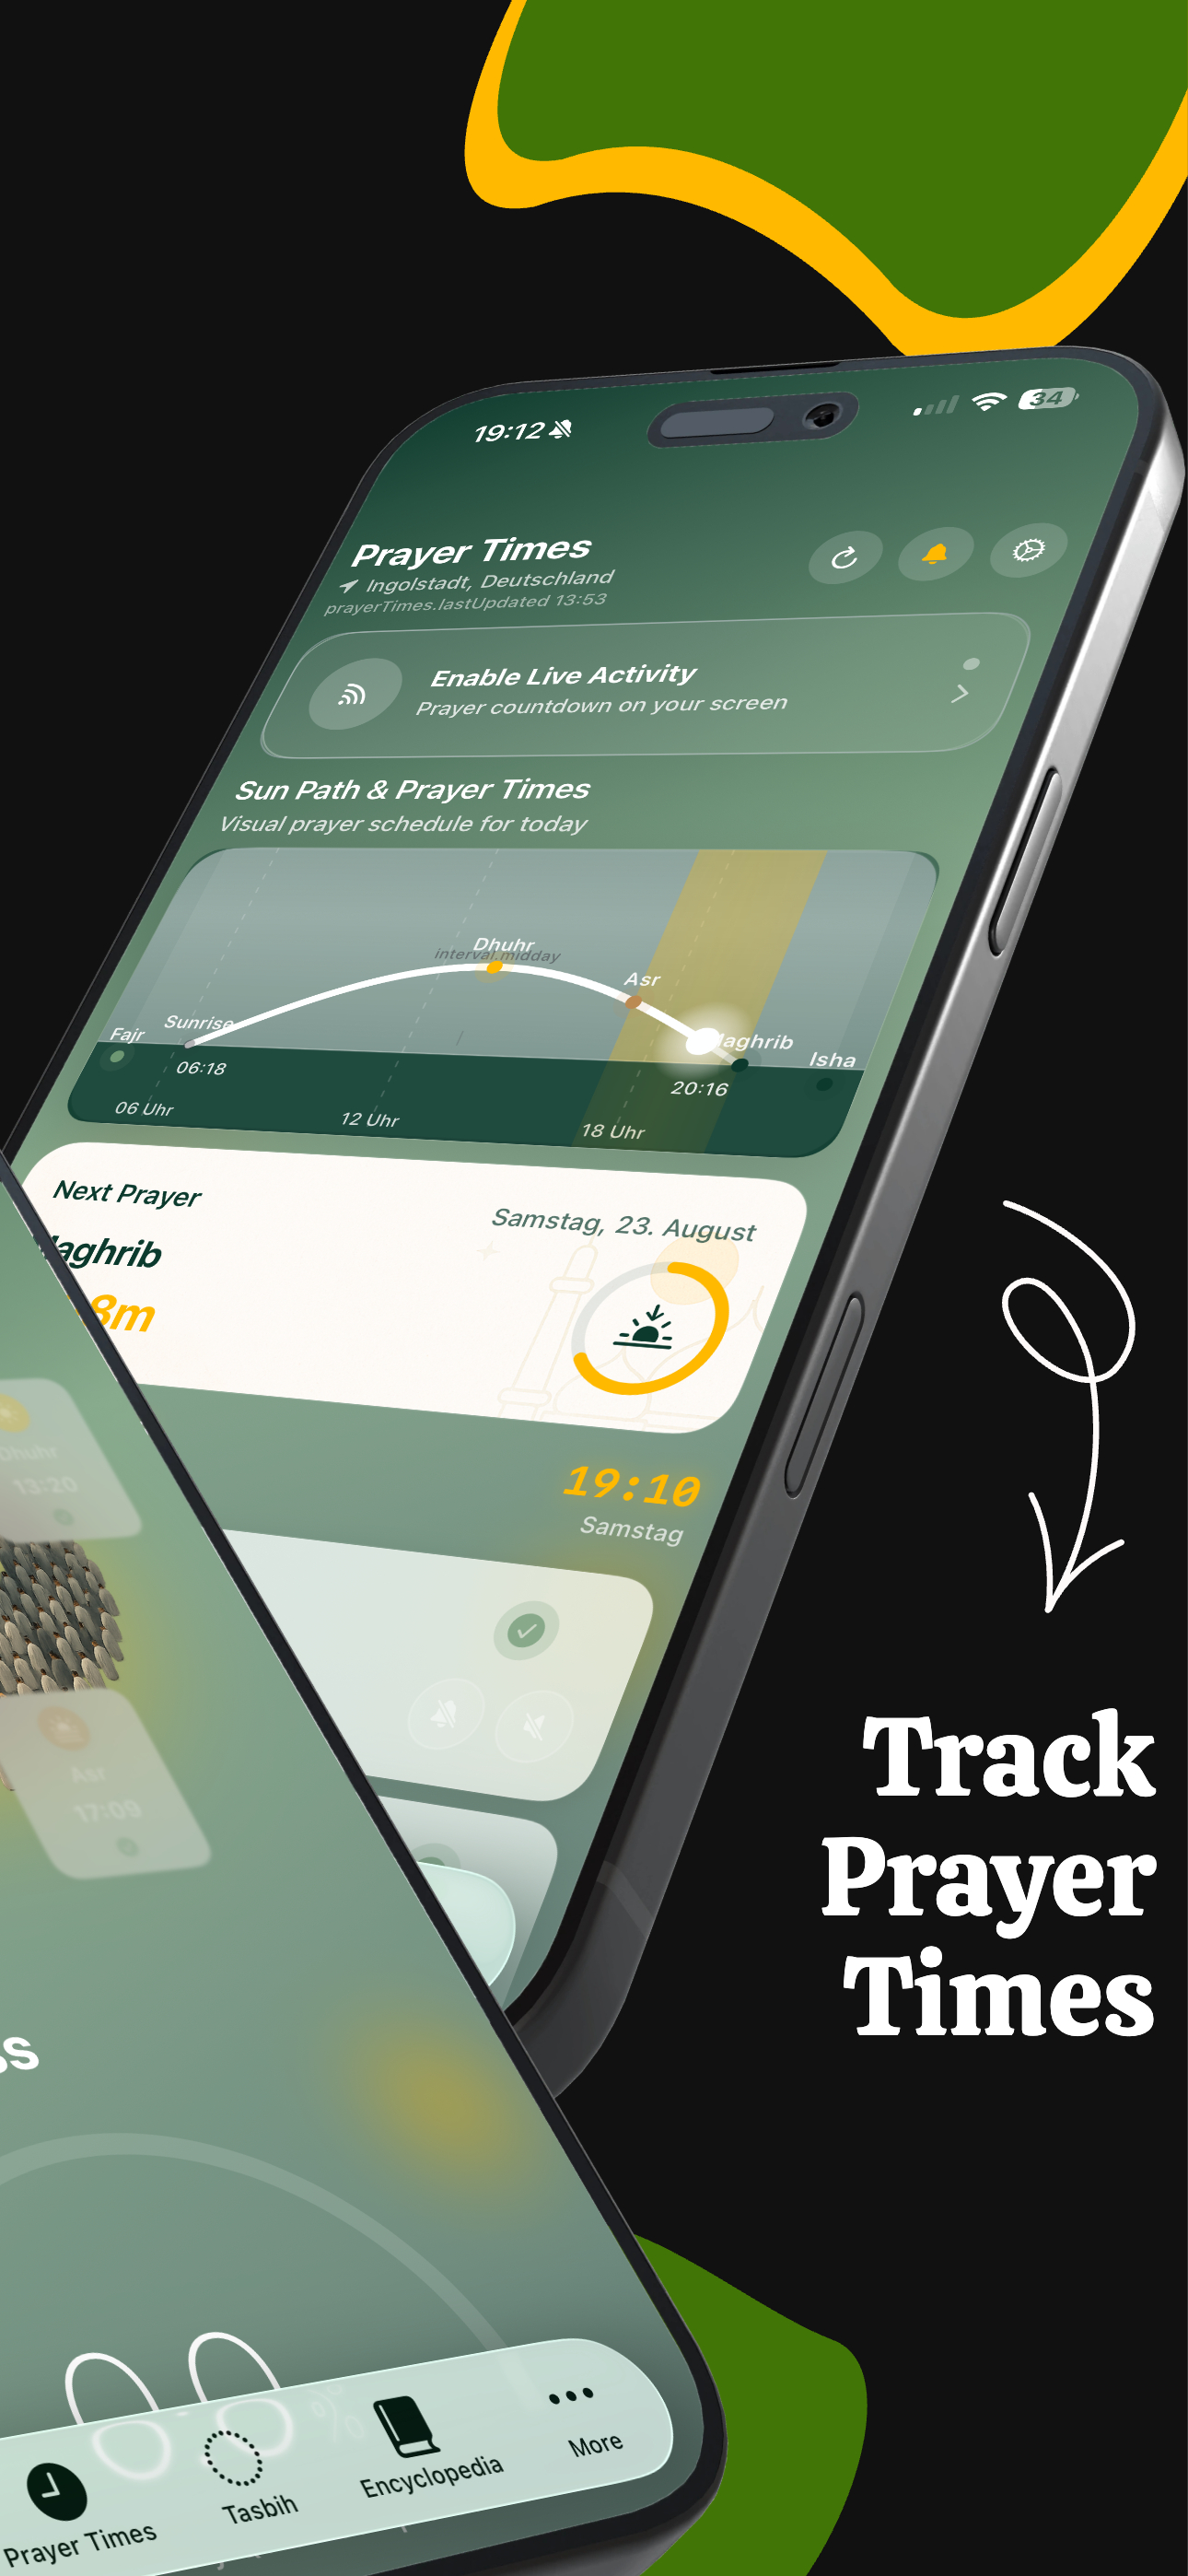 19:12
34
Prayer Times
Ingolstadt, Deutschland
prayerTimes.lastUpdated 13:53
Enable Live Activity
Prayer countdown on your screen
Sun Path & Prayer Times
Visual prayer schedule for today
Dhuhr
interval.midday
Asr
Fajr
Sunrise
aghrib
Isha
06:18
20:16
06 Uhr
12 Uhr
18 Uhr
Next Prayer
Samstag, 23. August
aghrib
8m
19:10
Samstag
Dhuhr
13:20
Asr
17:09
Track
Prayer
Times
ss
%
Prayer Times
Tasbih
Encyclopedia
More